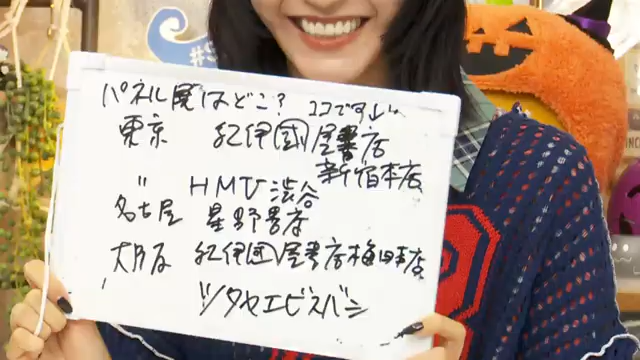 パネル展はどこ? ココです↓
東京 紀伊國屋書店
新宿本店
〃 HMV渋谷
名古屋 星野書店
大阪 紀伊國屋書店梅田本店
〃 ツタヤエビスバシ